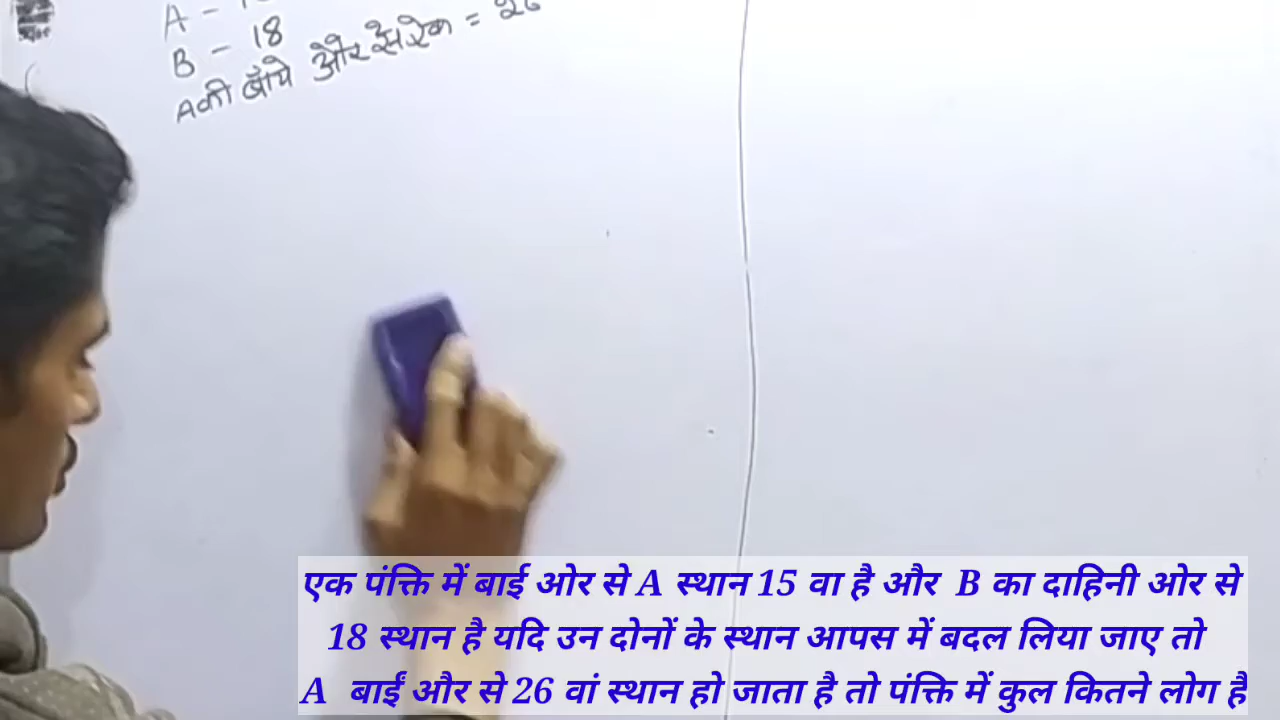 A -
B - 18
A की बाँये और से रैंक = 26
एक पंक्ति में बाई ओर से A स्थान 15 वा है और B का दाहिनी ओर से
18 स्थान है यदि उन दोनों के स्थान आपस में बदल लिया जाए तो
A बाईं और से 26 वां स्थान हो जाता है तो पंक्ति में कुल कितने लोग है